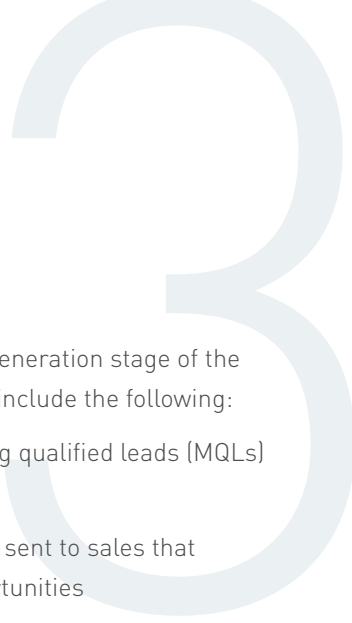 3
eneration stage of the
include the following:
g qualified leads (MQLs)
sent to sales that
tunities